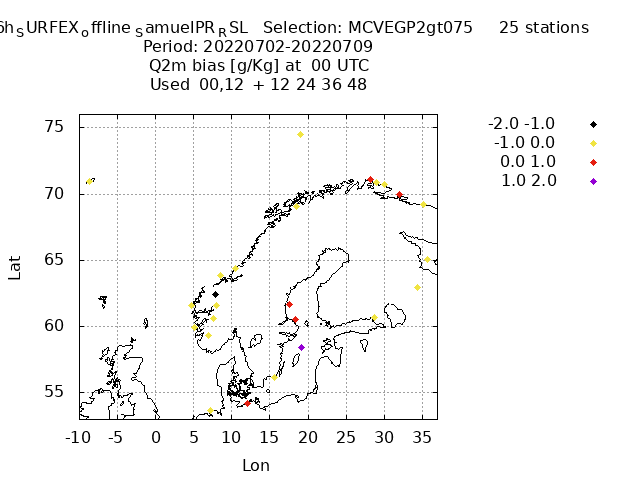 6h_SURFEX_offline_SamuelPR_RSL Selection: MCVEGP2gt075 25 stations
Period: 20220702-20220709
Q2m bias [g/Kg] at 00 UTC
Used 00,12 + 12 24 36 48
-2.0 -1.0
-1.0 0.0
0.0 1.0
1.0 2.0
75
70
65
60
55
Lat
-10 -5 0 5 10 15 20 25 30 35
Lon